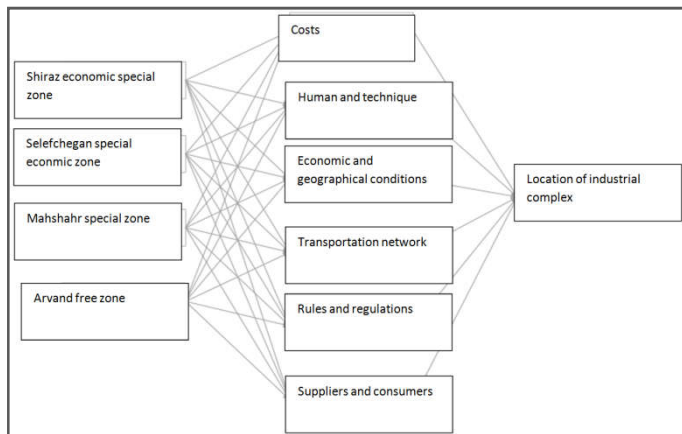 Shiraz economic special
zone
Selefchegan special
econmic zone
Mahshahr special zone
Arvand free zone
Costs
Human and technique
Economic and
geographical conditions
Transportation network
Rules and regulations
Suppliers and consumers
Location of industrial
complex